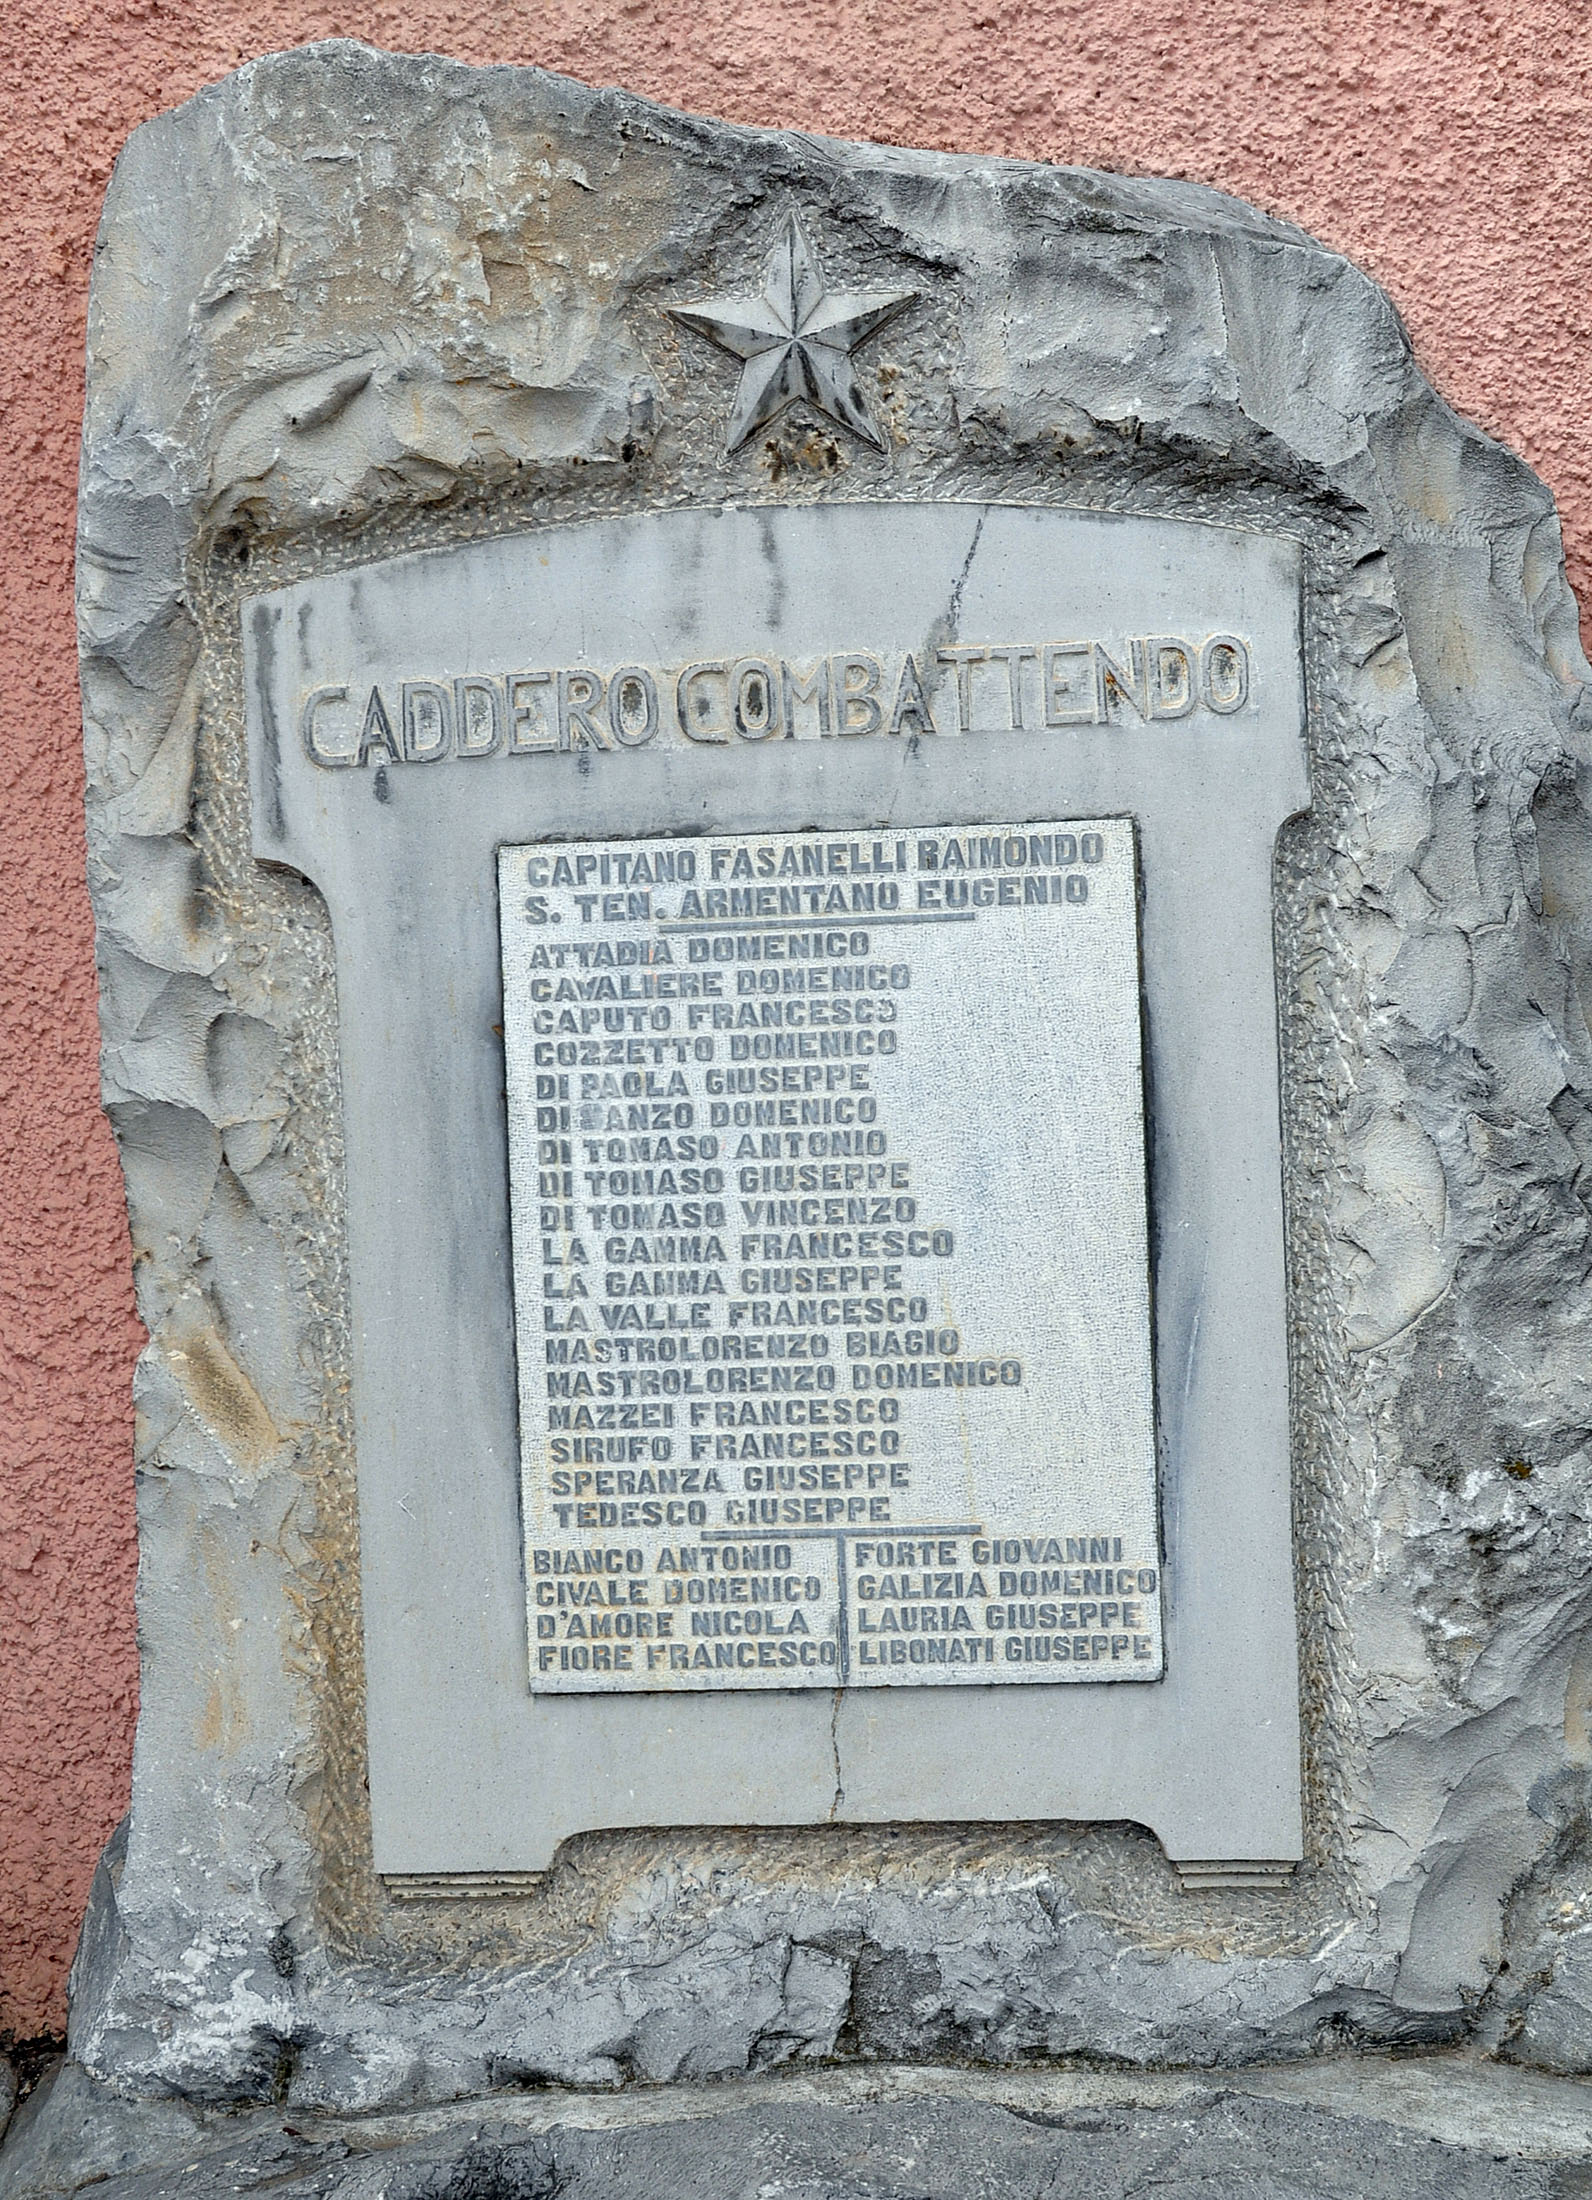 CADDERO COMBATTENDO
CAPITANO FASANELLI RAIMONDO
S. TEN. ARMENTANO EUGENIO
ATTADIA DOMENICO
CAVALIERE DOMENICO
CAPUTO FRANCESCO
COZZETTO DOMENICO
DI PAOLA GIUSEPPE
DI SANZO DOMENICO
DI TOMASO ANTONIO
DI TOMASO GIUSEPPE
DI TOMASO VINCENZO
LA GAMMA FRANCESCO
LA GAMMA GIUSEPPE
LA VALLE FRANCESCO
MASTROLORENZO BIAGIO
MASTROLORENZO DOMENICO
MAZZEI FRANCESCO
SIRUFO FRANCESCO
SPERANZA GIUSEPPE
TEDESCO GIUSEPPE
BIANCO ANTONIO
CIVALE DOMENICO
D'AMORE NICOLA
FIORE FRANCESCO
FORTE GIOVANNI
GALIZIA DOMENICO
LAURIA GIUSEPPE
LIBONATI GIUSEPPE